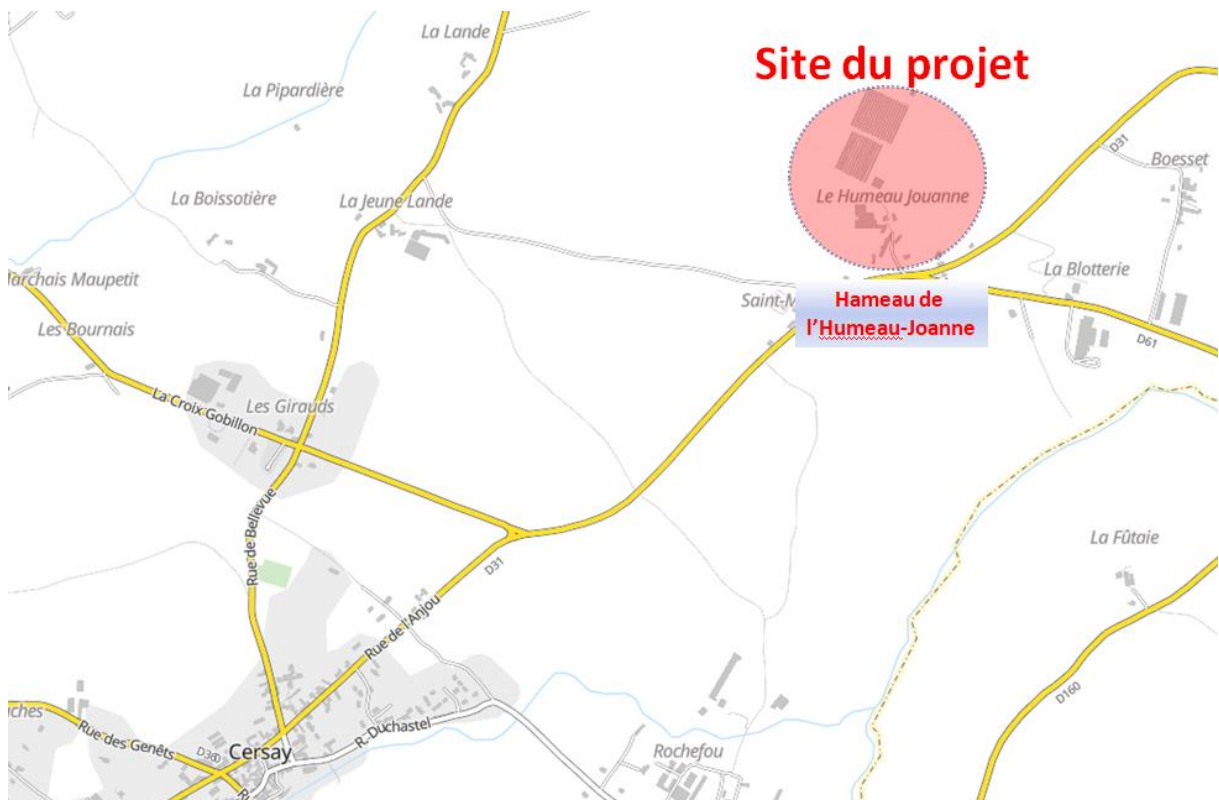 La Lande
Site du projet
La Pipardière
D31
Boesset
La Boissotière
La Jeune Lande
Le Humeau Jouanne
La Blotterie
Marchais Maupetit
Saint-M
Hameau de
l'Humeau-Joanne
Les Bournais
D61
La Croix Gobillon
Les Girauds
Rue de Bellevue
La Fûtaie
D31
Rue de l'Anjou
D160
Rue des Genêts
R. Duchastel
Cersay
Rochefou